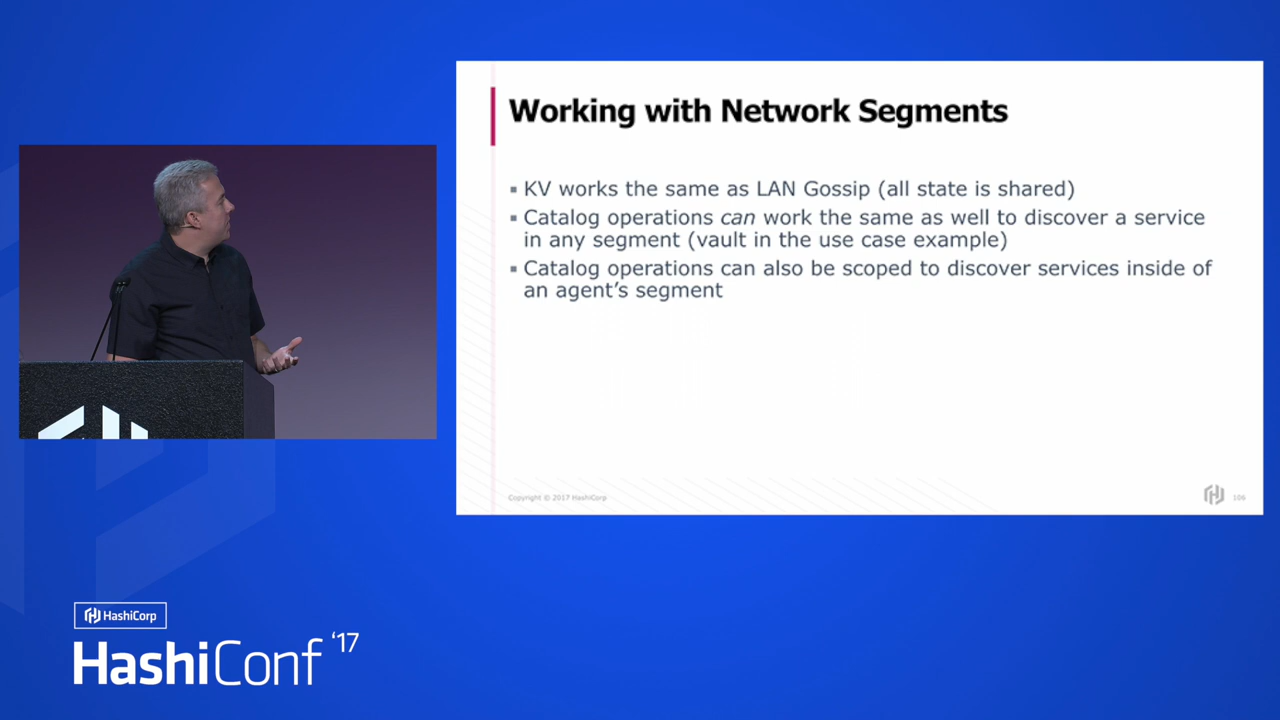 Working with Network Segments
▪ KV works the same as LAN Gossip (all state is shared)
▪ Catalog operations can work the same as well to discover a service
in any segment (vault in the use case example)
▪ Catalog operations can also be scoped to discover services inside of
an agent's segment
Copyright © 2017 HashiCorp
106
HashiCorp
HashiConf '17